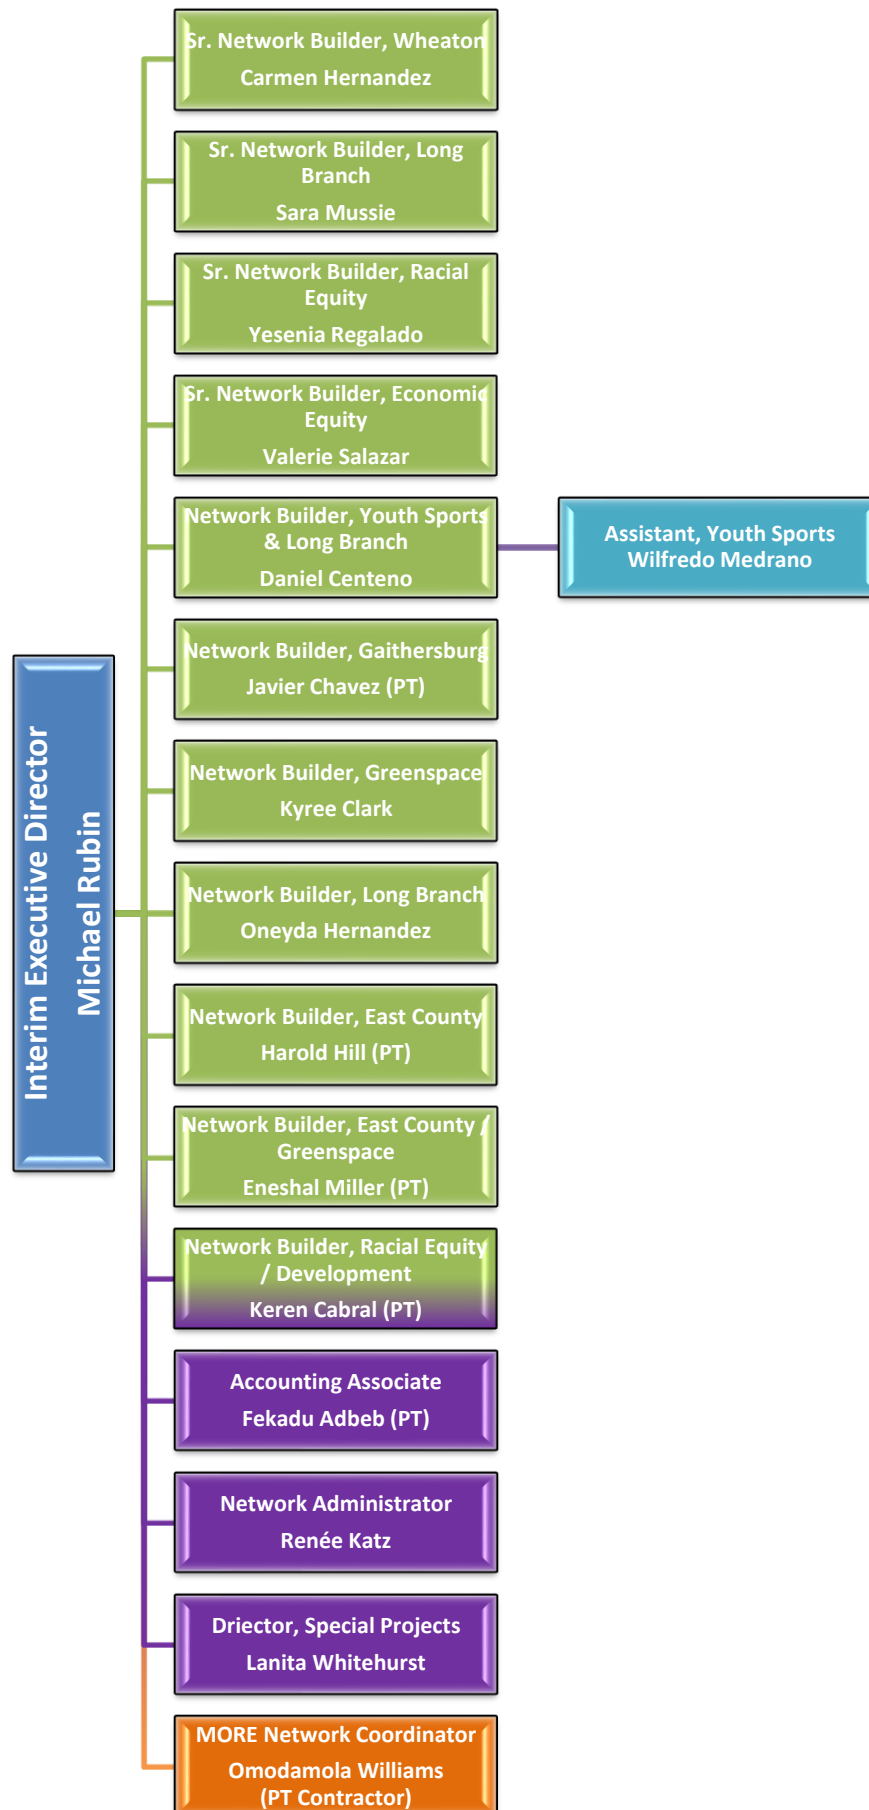 Sr. Network Builder, Wheaton
Carmen Hernandez
Sr. Network Builder, Long
Branch
Sara Mussie
Sr. Network Builder, Racial
Equity
Yesenia Regalado
Sr. Network Builder, Economic
Equity
Valerie Salazar
Network Builder, Youth Sports
& Long Branch
Daniel Centeno
Assistant, Youth Sports
Wilfredo Medrano
Network Builder, Gaithersburg
Javier Chavez (PT)
Network Builder, Greenspace
Kyree Clark
Interim Executive Director
Michael Rubin
Network Builder, Long Branch
Oneyda Hernandez
Network Builder, East County
Harold Hill (PT)
Network Builder, East County /
Greenspace
Eneshal Miller (PT)
Network Builder, Racial Equity
/ Development
Keren Cabral (PT)
Accounting Associate
Fekadu Adbeb (PT)
Network Administrator
Renée Katz
Driector, Special Projects
Lanita Whitehurst
MORE Network Coordinator
Omodamola Williams
(PT Contractor)